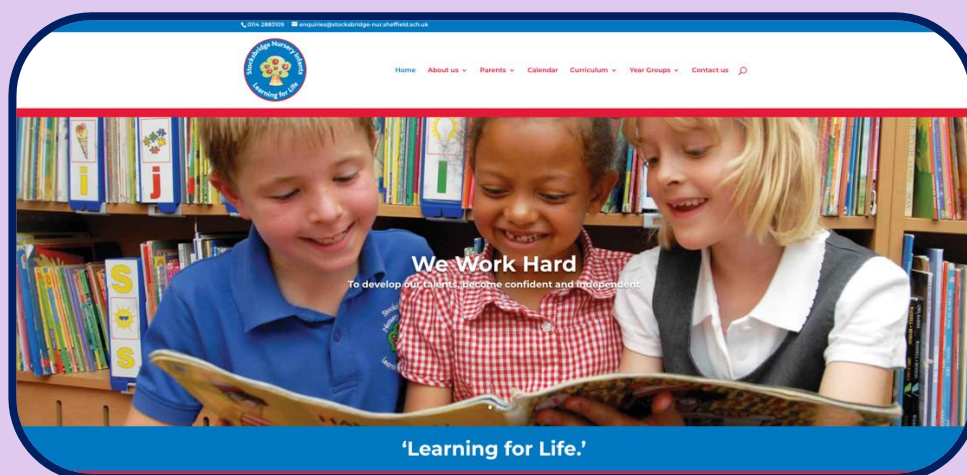 0114 2883109 enquiries@stocksbridge-nur.sheffield.sch.uk
Stocksbridge Nursery Infants
Learning for Life
Home About us Parents Calendar Curriculum Year Groups Contact us
i
j
l
S
S
We Work Hard
To develop our talents, become confident and independent
‘Learning for Life.’